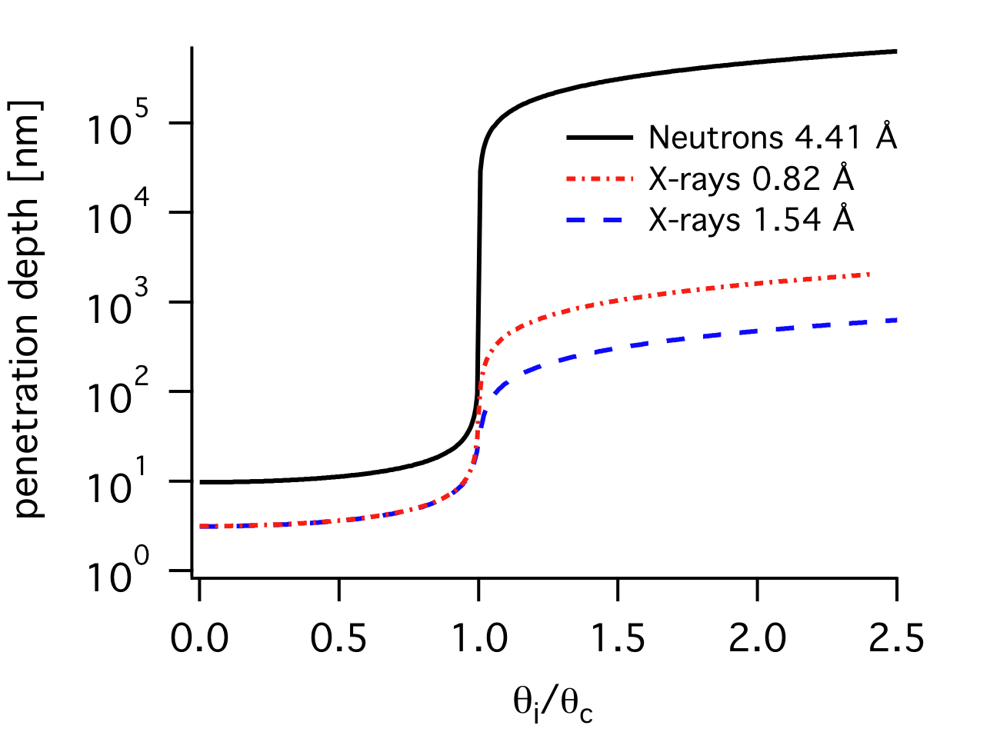 penetration depth [nm]
10^5
10^4
10^3
10^2
10^1
10^0
Neutrons 4.41 Å
X-rays 0.82 Å
X-rays 1.54 Å
0.0 0.5 1.0 1.5 2.0 2.5
θi/θc